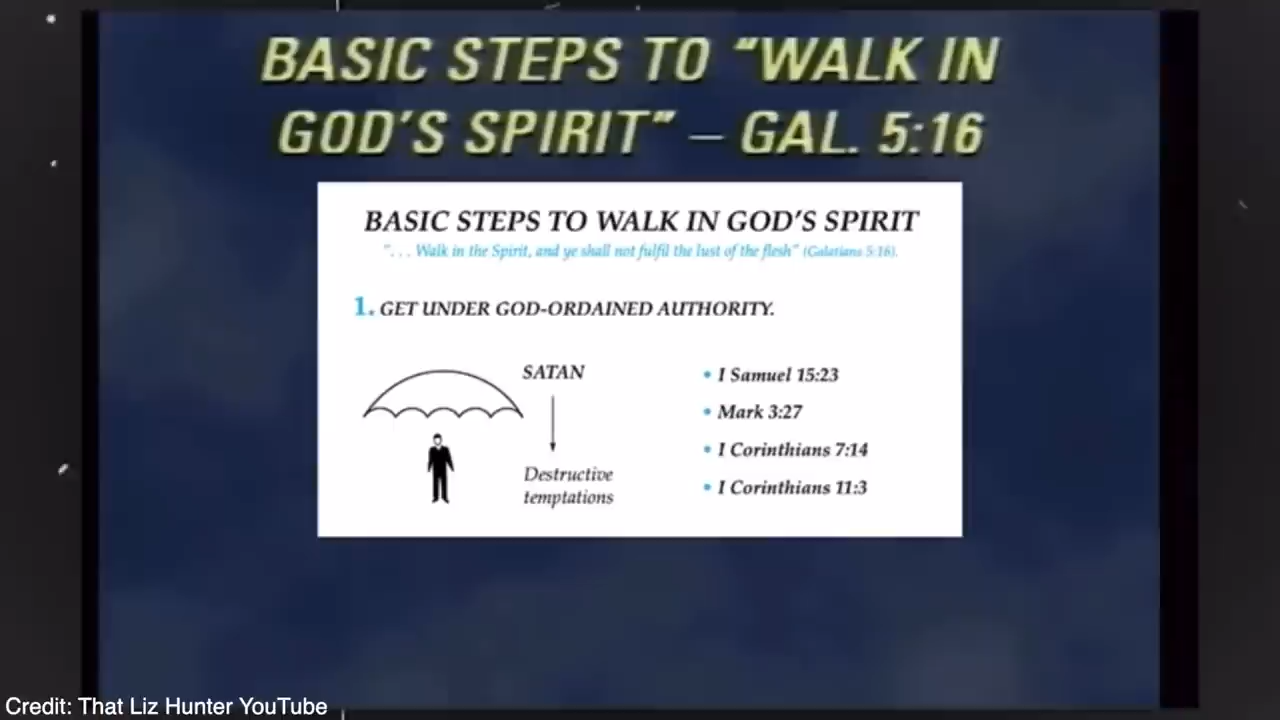 BASIC STEPS TO “WALK IN
GOD’S SPIRIT” – GAL. 5:16
BASIC STEPS TO WALK IN GOD’S SPIRIT
“. . . Walk in the Spirit, and ye shall not fulfil the lust of the flesh” (Galatians 5:16).
1. GET UNDER GOD-ORDAINED AUTHORITY.
SATAN
Destructive
temptations
• I Samuel 15:23
• Mark 3:27
• I Corinthians 7:14
• I Corinthians 11:3
Credit: That Liz Hunter YouTube